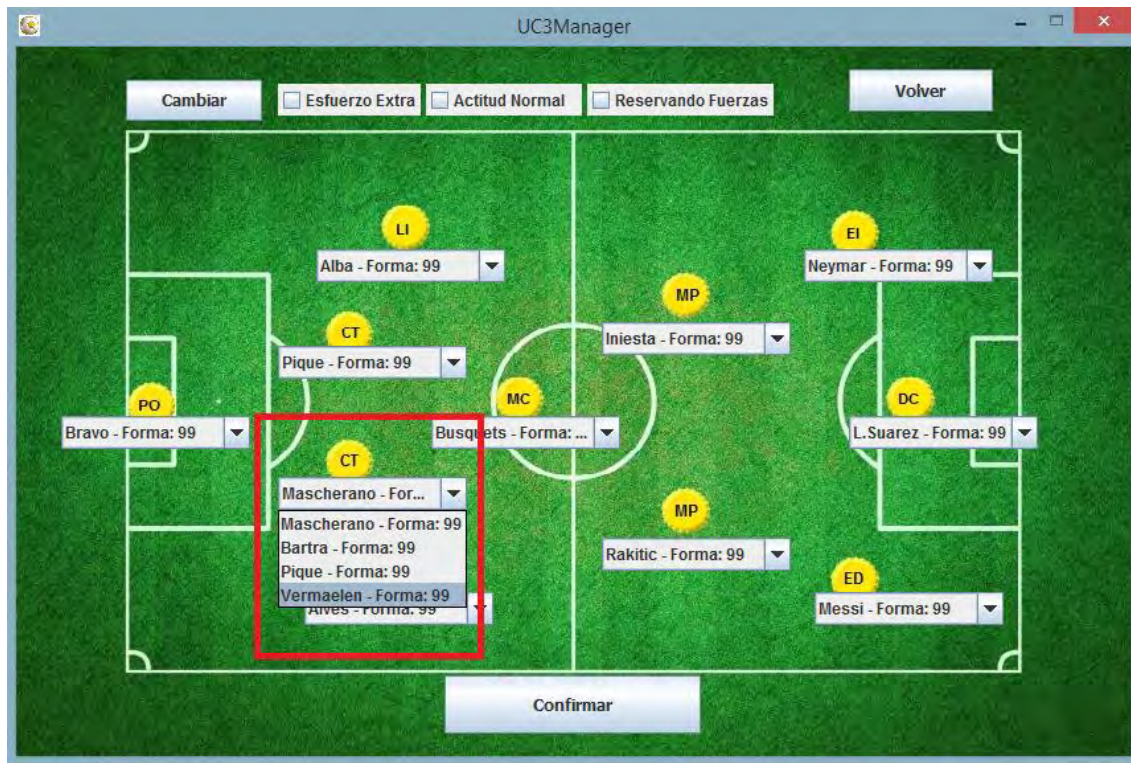 UC3Manager
Cambiar
Esfuerzo Extra
Actitud Normal
Reservando Fuerzas
Volver
LI
Alba - Forma: 99
EI
Neymar - Forma: 99
MP
Iniesta - Forma: 99
CT
Pique - Forma: 99
PO
Bravo - Forma: 99
MC
Busquets - Forma: ...
DC
L.Suarez - Forma: 99
CT
Mascherano - For...
Mascherano - Forma: 99
Bartra - Forma: 99
Pique - Forma: 99
Vermaelen - Forma: 99
Alves - Forma: 99
MP
Rakitic - Forma: 99
ED
Messi - Forma: 99
Confirmar